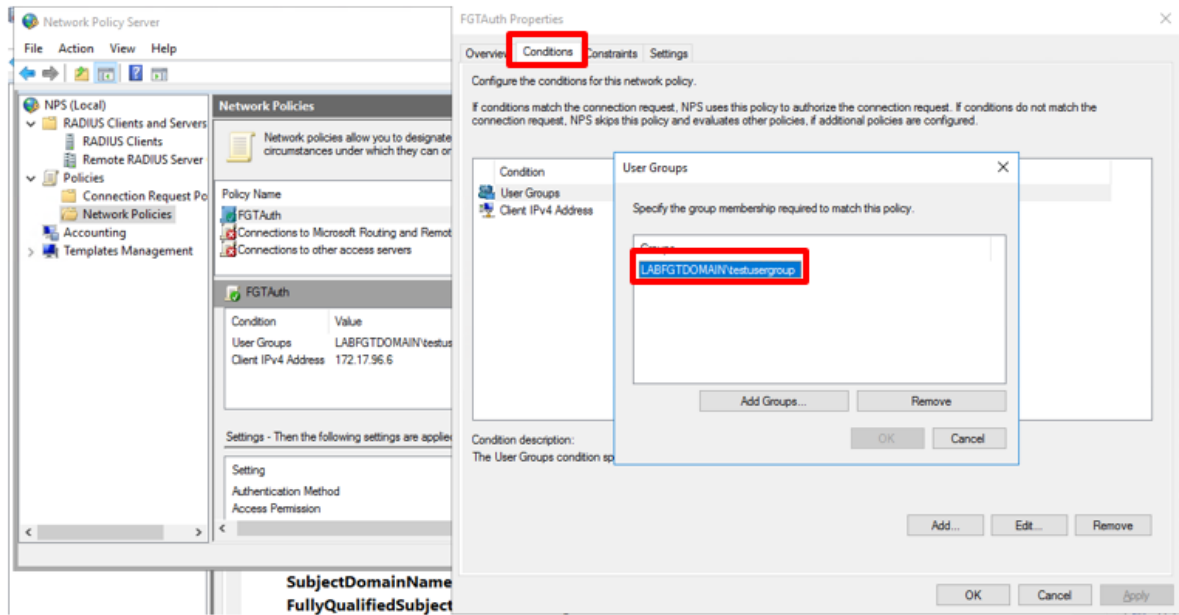 Network Policy Server
File Action View Help
NPS (Local)
RADIUS Clients and Servers
RADIUS Clients
Remote RADIUS Server
Policies
Connection Request Po
Network Policies
Accounting
Templates Management
Network Policies
Network policies allow you to designate
circumstances under which they can or
Policy Name
FGTAuth
Connections to Microsoft Routing and Remot
Connections to other access servers
FGTAuth
Condition Value
User Groups LABFGTDOMAIN\testus
Client IPv4 Address 172.17.96.6
Settings - Then the following settings are applie
Setting
Authentication Method
Access Permission
SubjectDomainName
FullyQualifiedSubject
FGTAuth Properties
Overview Conditions Constraints Settings
Configure the conditions for this network policy.
If conditions match the connection request, NPS uses this policy to authorize the connection request. If conditions do not match the
connection request, NPS skips this policy and evaluates other policies, if additional policies are configured.
Condition
User Groups
Client IPv4 Address
Condition description:
The User Groups condition sp
User Groups
Specify the group membership required to match this policy.
Groups
LABFGTDOMAIN\testusergroup
Add Groups... Remove
OK Cancel
Add... Edit... Remove
OK Cancel Apply